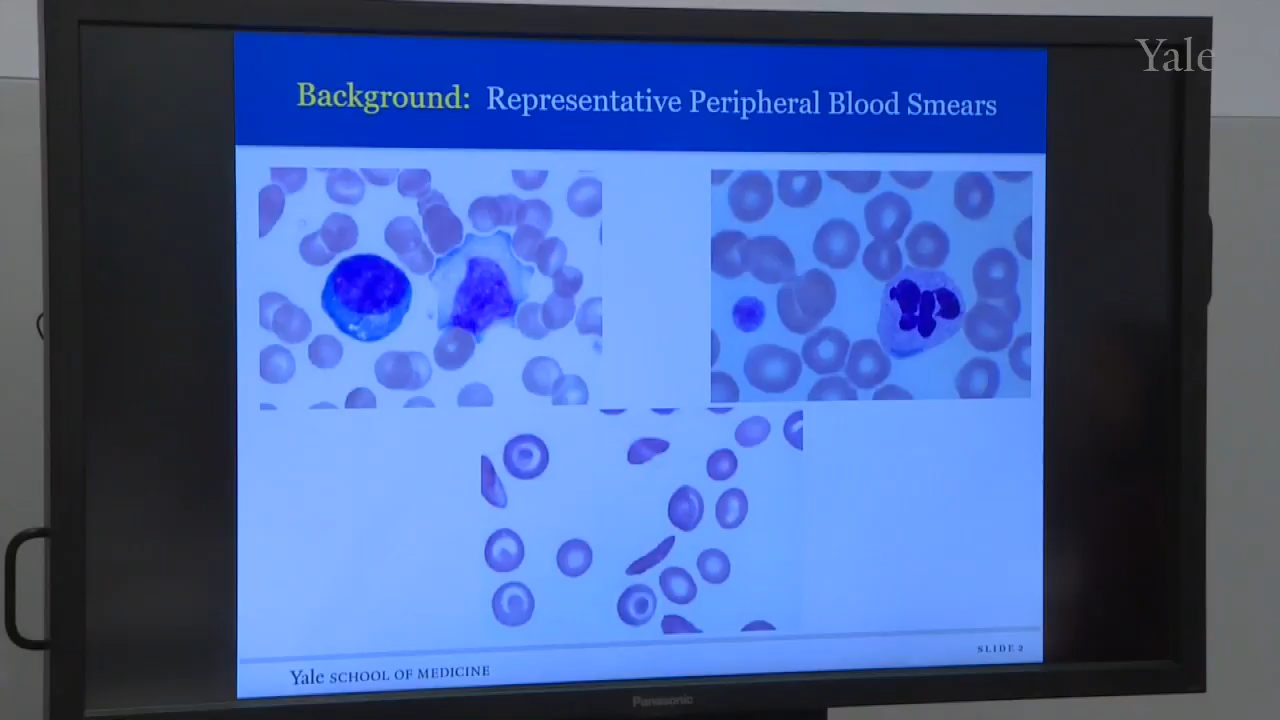 Yale
Background: Representative Peripheral Blood Smears
SLIDE 2
Yale SCHOOL OF MEDICINE
Panasonic